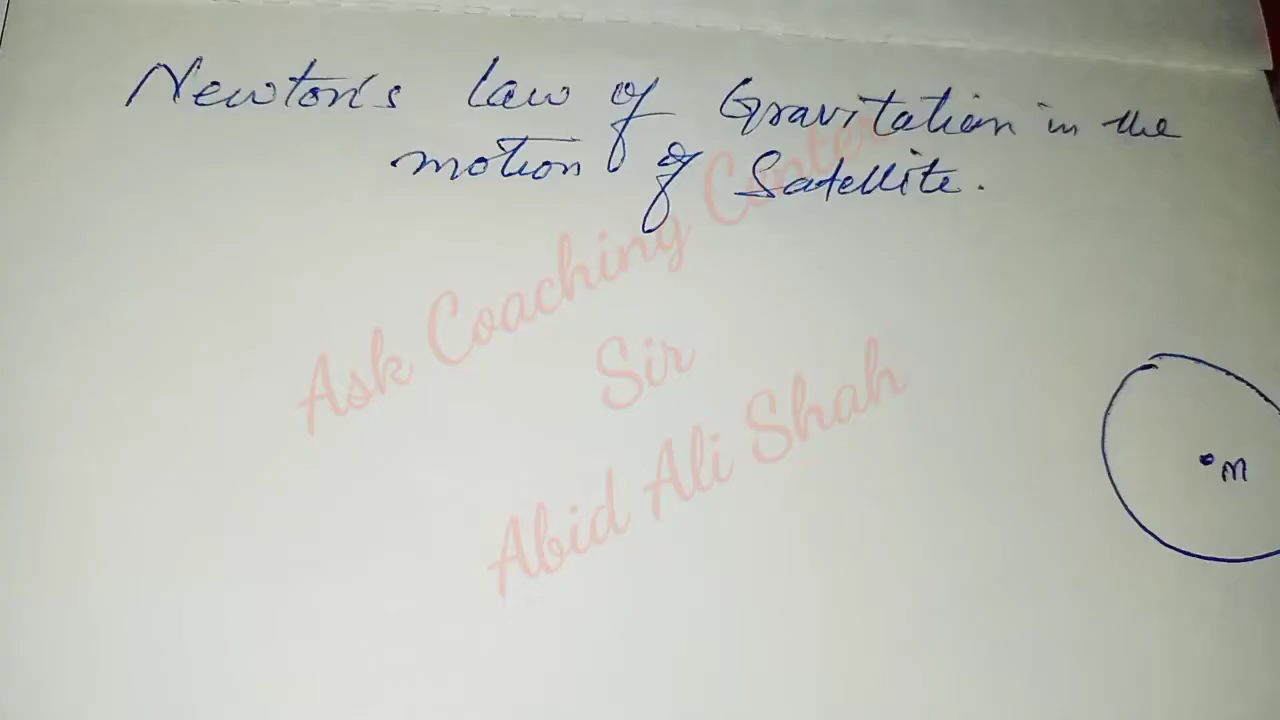 Newton's law of Gravitation in the
motion of Satellite.
Ask Coaching Center
Sir
Abid Ali Shah
m